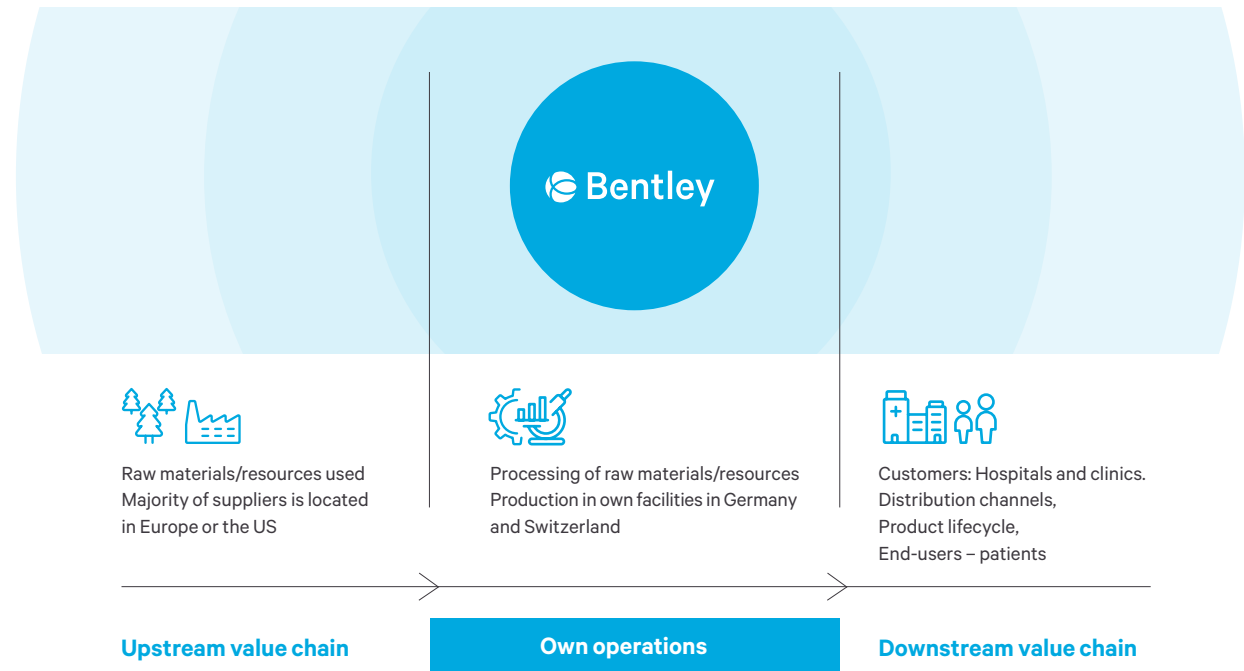 Bentley
Raw materials/resources used
Majority of suppliers is located
in Europe or the US
Processing of raw materials/resources
Production in own facilities in Germany
and Switzerland
Customers: Hospitals and clinics.
Distribution channels,
Product lifecycle,
End-users – patients
Upstream value chain
Own operations
Downstream value chain